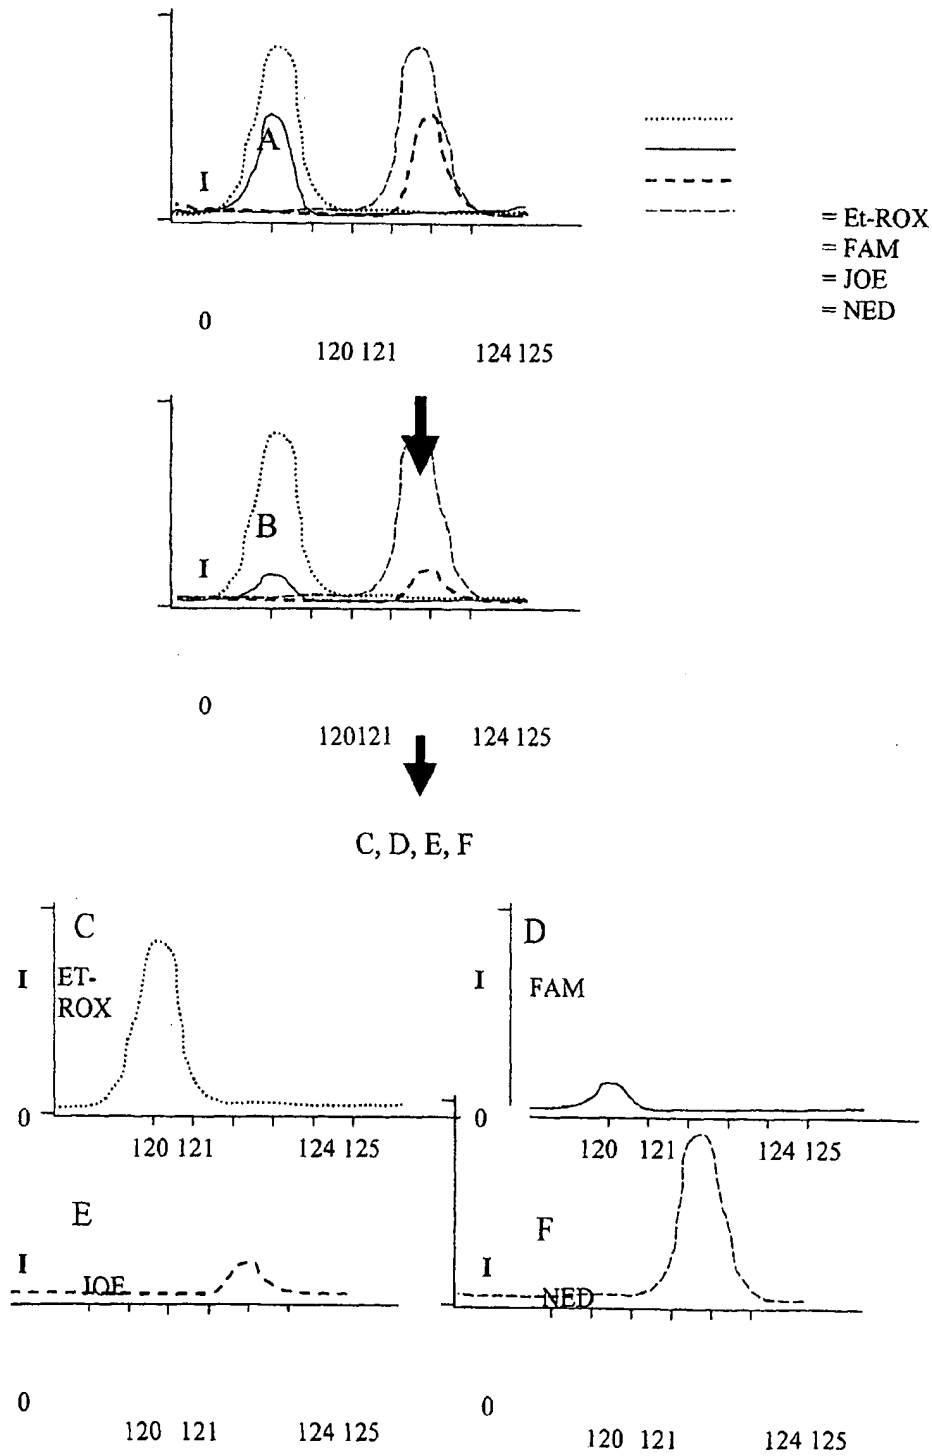 A
I
= Et-ROX
= FAM
= JOE
= NED
0
120 121 124 125
B
I
0
120121 124 125
C, D, E, F
C
I ET-
ROX
0
120 121 124 125
D
I
FAM
0
120 121 124 125
E
I
JOE
0
120 121 124 125
F
I
NED
0
120 121 124 125